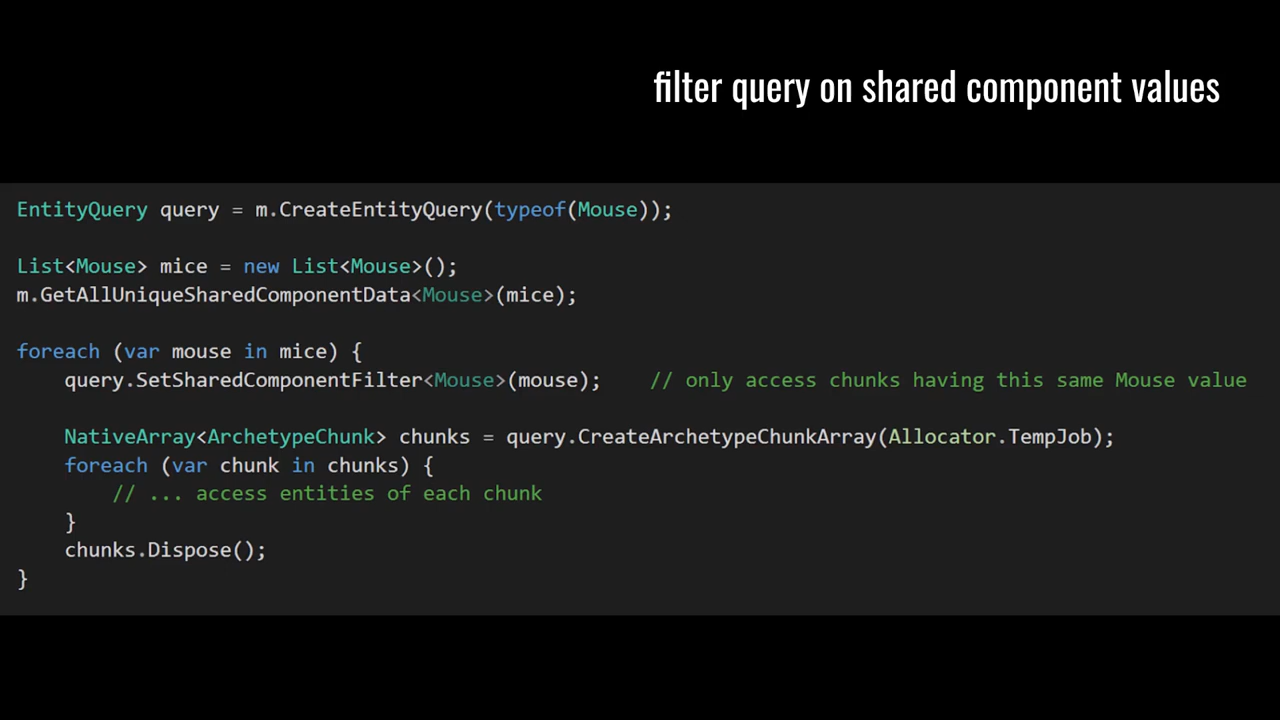 filter query on shared component values
EntityQuery query = m.CreateEntityQuery(typeof(Mouse));
List<Mouse> mice = new List<Mouse>();
m.GetAllUniqueSharedComponentData<Mouse>(mice);
foreach (var mouse in mice) {
    query.SetSharedComponentFilter<Mouse>(mouse);    // only access chunks having this same Mouse value
    NativeArray<ArchetypeChunk> chunks = query.CreateArchetypeChunkArray(Allocator.TempJob);
    foreach (var chunk in chunks) {
        // ... access entities of each chunk
    }
    chunks.Dispose();
}